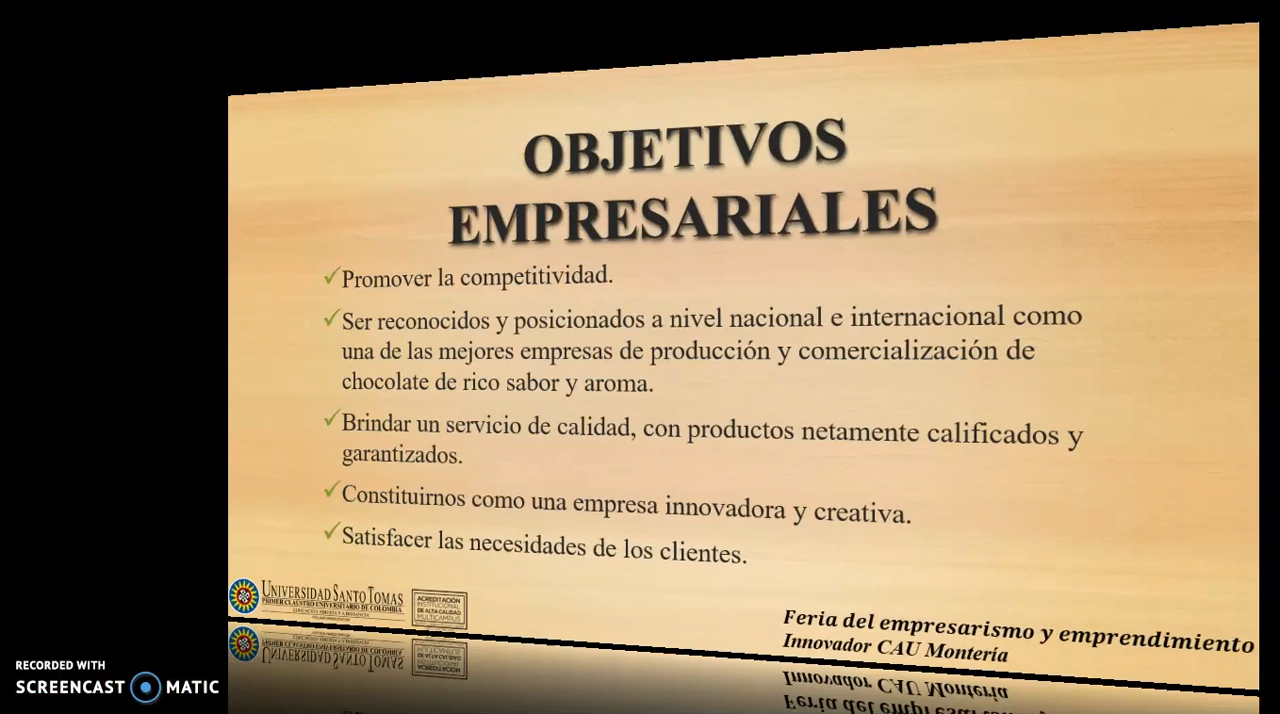 OBJETIVOS
EMPRESARIALES
✓Promover la competitividad.
✓Ser reconocidos y posicionados a nivel nacional e internacional como
una de las mejores empresas de producción y comercialización de
chocolate de rico sabor y aroma.
✓Brindar un servicio de calidad, con productos netamente calificados y
garantizados.
✓Constituirnos como una empresa innovadora y creativa.
✓Satisfacer las necesidades de los clientes.
UNIVERSIDAD SANTO TOMAS
PRIMER CLAUSTRO UNIVERSITARIO DE COLOMBIA
ACREDITACIÓN
INSTITUCIONAL
DE ALTA CALIDAD
MULTICAMPUS
Feria del empresarismo y emprendimiento
Innovador CAU Montería
RECORDED WITH
SCREENCAST MATIC